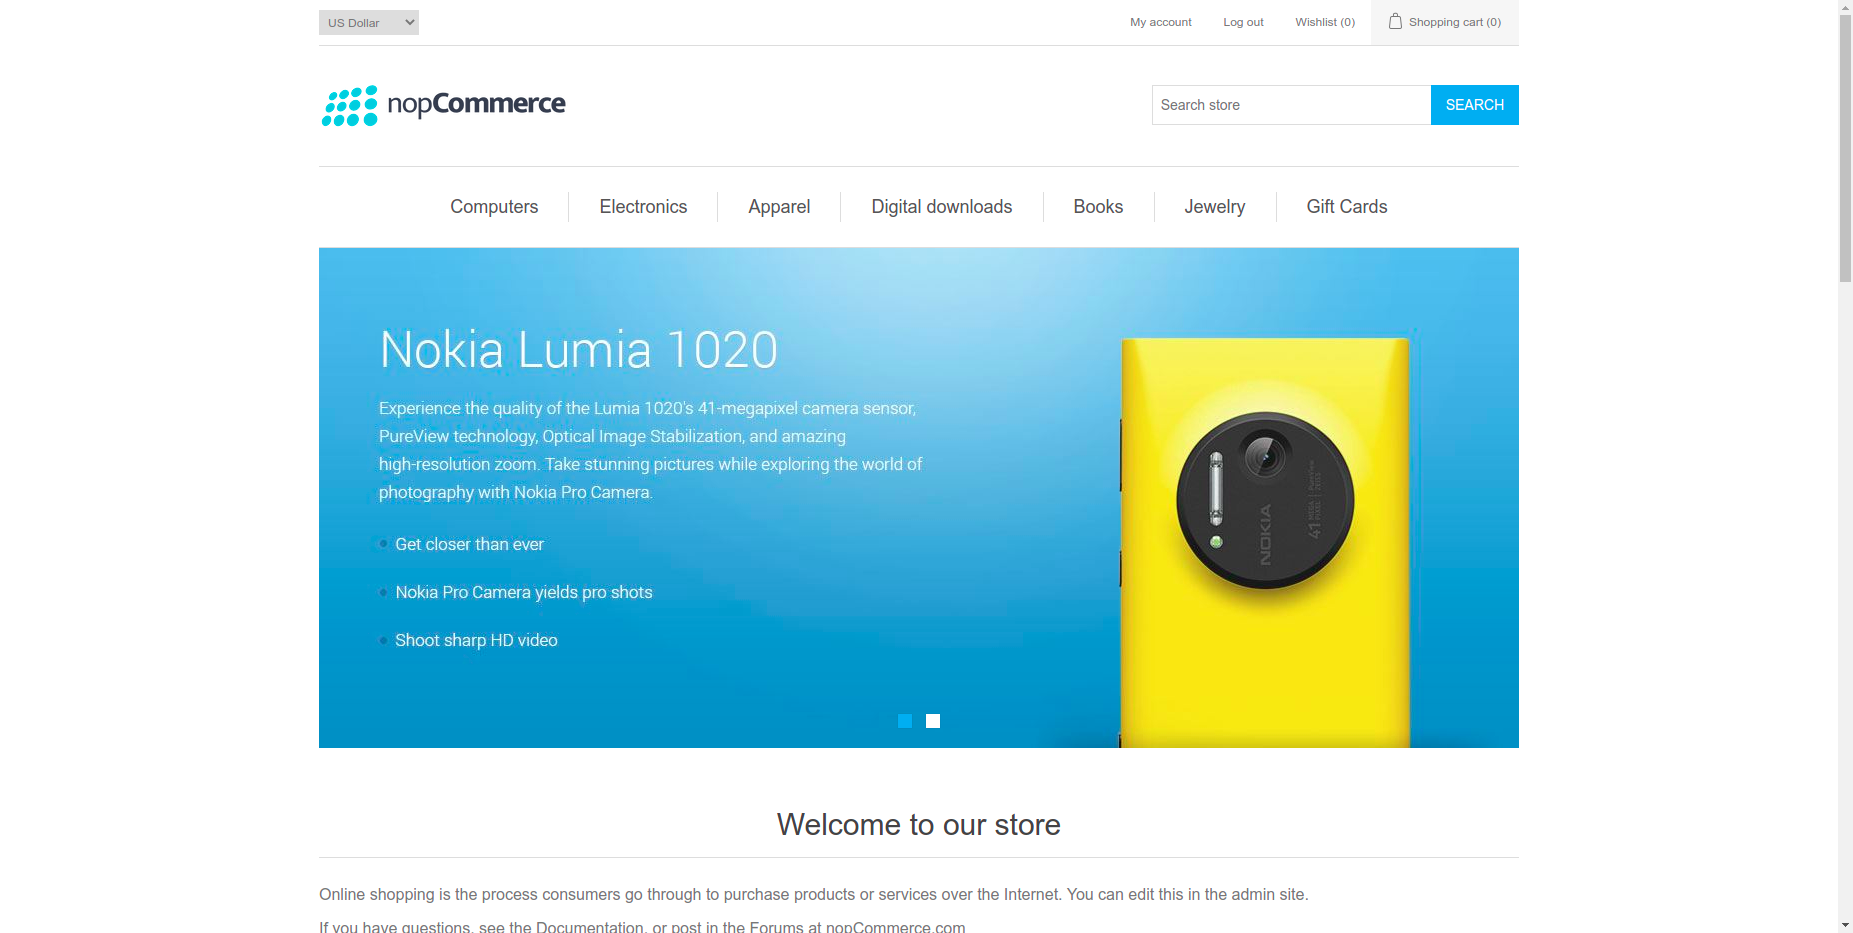 US Dollar
My account
Log out
Wishlist (0)
Shopping cart (0)
nopCommerce
Search store
SEARCH
Computers
Electronics
Apparel
Digital downloads
Books
Jewelry
Gift Cards
Nokia Lumia 1020
Experience the quality of the Lumia 1020's 41-megapixel camera sensor,
PureView technology, Optical Image Stabilization, and amazing
high-resolution zoom. Take stunning pictures while exploring the world of
photography with Nokia Pro Camera.
Get closer than ever
Nokia Pro Camera yields pro shots
Shoot sharp HD video
NOKIA
41
Welcome to our store
Online shopping is the process consumers go through to purchase products or services over the Internet. You can edit this in the admin site.
If you have questions, see the Documentation, or post in the Forums at nopCommerce.com